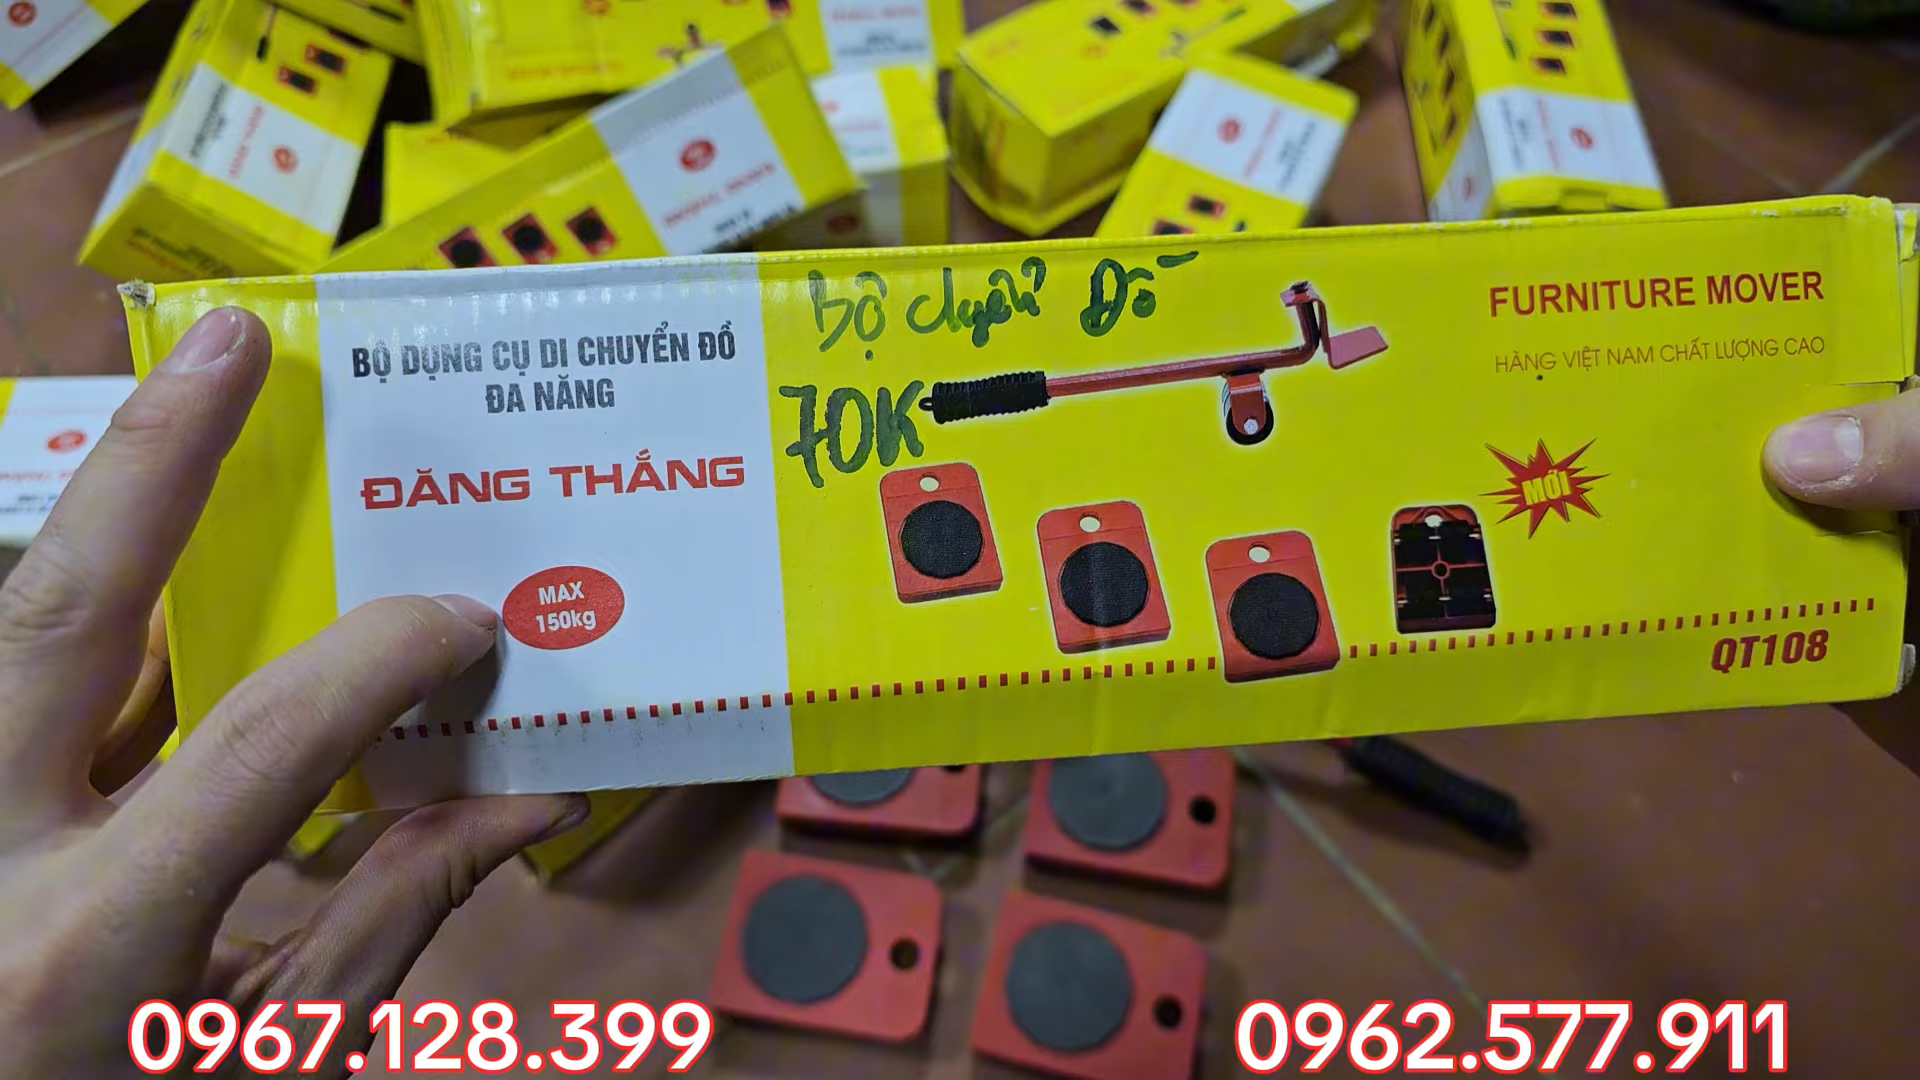 Bộ chyển Đồ
70K
BỘ DỤNG CỤ DI CHUYỂN ĐỒ
ĐA NĂNG
ĐĂNG THẮNG
MAX
150kg
FURNITURE MOVER
HÀNG VIỆT NAM CHẤT LƯỢNG CAO
MỚI
QT108
0967.128.399
0962.577.911